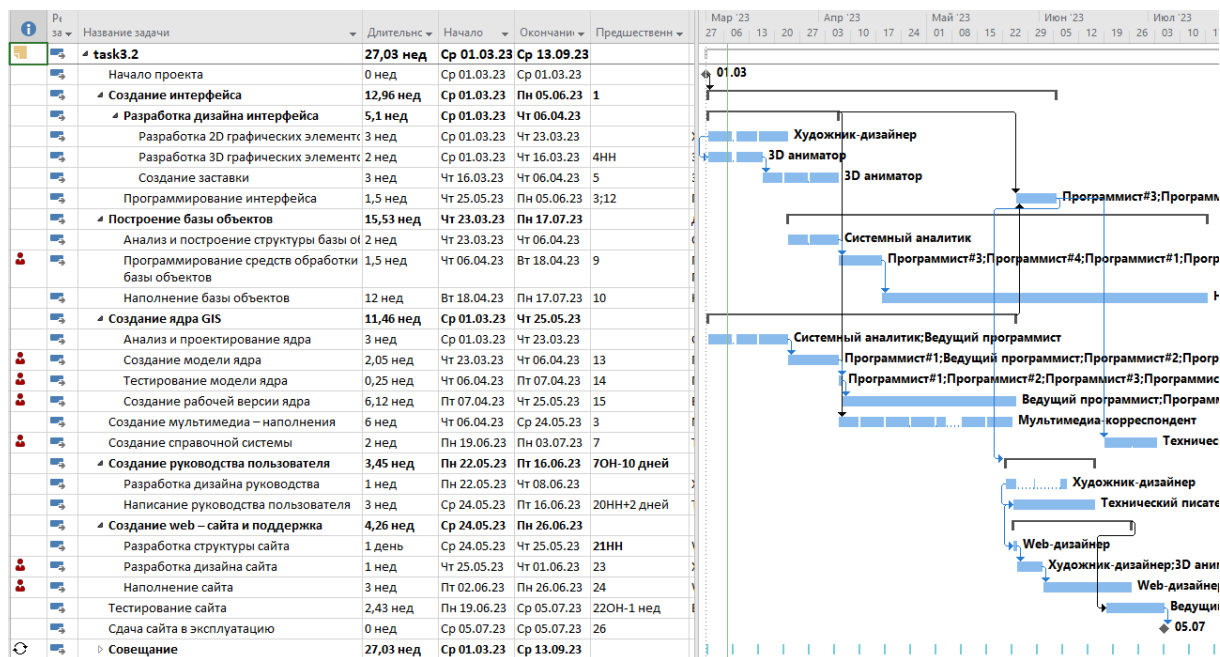 Ре Мар '23 Апр '23 Май '23 Июн '23 Июл '23
за Название задачи Длительнс Начало Окончани Предшественн 27 06 13 20 27 03 10 17 24 01 08 15 22 29 05 12 19 26 03 10
task3.2 27,03 нед Ср 01.03.23 Ср 13.09.23
Начало проекта 0 нед Ср 01.03.23 Ср 01.03.23 01.03
Создание интерфейса 12,96 нед Ср 01.03.23 Пн 05.06.23 1
Разработка дизайна интерфейса 5,1 нед Ср 01.03.23 Чт 06.04.23
Разработка 2D графических элементс 3 нед Ср 01.03.23 Чт 23.03.23 Художник-дизайнер
Разработка 3D графических элементс 2 нед Ср 01.03.23 Чт 16.03.23 4НН 3D аниматор
Создание заставки 3 нед Чт 16.03.23 Чт 06.04.23 5 3D аниматор
Программирование интерфейса 1,5 нед Чт 25.05.23 Пн 05.06.23 3;12 Программист#3;Программ
Построение базы объектов 15,53 нед Чт 23.03.23 Пн 17.07.23
Анализ и построение структуры базы об 2 нед Чт 23.03.23 Чт 06.04.23 Системный аналитик
Программирование средств обработки 1,5 нед Чт 06.04.23 Вт 18.04.23 9 Программист#3;Программист#4;Программист#1;Прогр
базы объектов
Наполнение базы объектов 12 нед Вт 18.04.23 Пн 17.07.23 10 Н
Создание ядра GIS 11,46 нед Ср 01.03.23 Чт 25.05.23
Анализ и проектирование ядра 3 нед Ср 01.03.23 Чт 23.03.23 Системный аналитик;Ведущий программист
Создание модели ядра 2,05 нед Чт 23.03.23 Чт 06.04.23 13 Программист#1;Ведущий программист;Программист#2;Прогр
Тестирование модели ядра 0,25 нед Чт 06.04.23 Пт 07.04.23 14 Программист#1;Программист#2;Программист#3;Программис
Создание рабочей версии ядра 6,12 нед Пт 07.04.23 Чт 25.05.23 15 Ведущий программист;Програм
Создание мультимедиа – наполнения 6 нед Чт 06.04.23 Ср 24.05.23 3 Мультимедиа-корреспондент
Создание справочной системы 2 нед Пн 19.06.23 Пн 03.07.23 7 Техничес
Создание руководства пользователя 3,45 нед Пн 22.05.23 Пт 16.06.23 7ОН-10 дней
Разработка дизайна руководства 1 нед Пн 22.05.23 Чт 08.06.23 Художник-дизайнер
Написание руководства пользователя 3 нед Ср 24.05.23 Пт 16.06.23 20НН+2 дней Технический писате
Создание web – сайта и поддержка 4,26 нед Ср 24.05.23 Пн 26.06.23
Разработка структуры сайта 1 день Ср 24.05.23 Чт 25.05.23 21НН Web-дизайнер
Разработка дизайна сайта 1 нед Чт 25.05.23 Чт 01.06.23 23 Художник-дизайнер;3D аним
Наполнение сайта 3 нед Пт 02.06.23 Пн 26.06.23 24 Web-дизайнер
Тестирование сайта 2,43 нед Пн 19.06.23 Ср 05.07.23 22ОН-1 нед Ведущи
Сдача сайта в эксплуатацию 0 нед Ср 05.07.23 Ср 05.07.23 26 05.07
Совещание 27,03 нед Ср 01.03.23 Ср 13.09.23